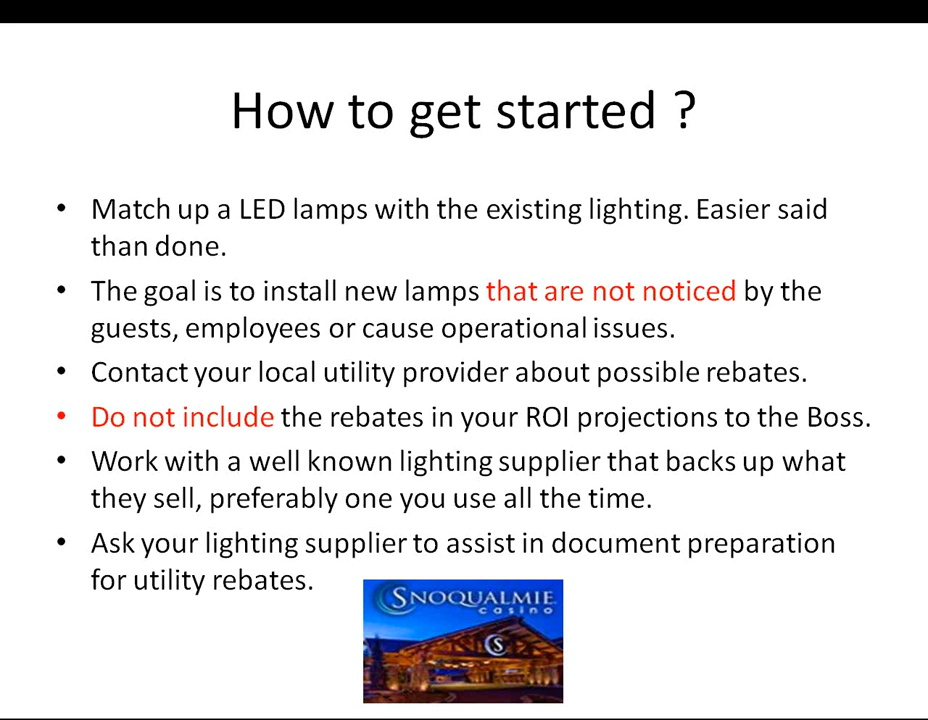 How to get started ?
• Match up a LED lamps with the existing lighting. Easier said
than done.
• The goal is to install new lamps that are not noticed by the
guests, employees or cause operational issues.
• Contact your local utility provider about possible rebates.
• Do not include the rebates in your ROI projections to the Boss.
• Work with a well known lighting supplier that backs up what
they sell, preferably one you use all the time.
• Ask your lighting supplier to assist in document preparation
for utility rebates.
SNOQUALMIE
casino
S